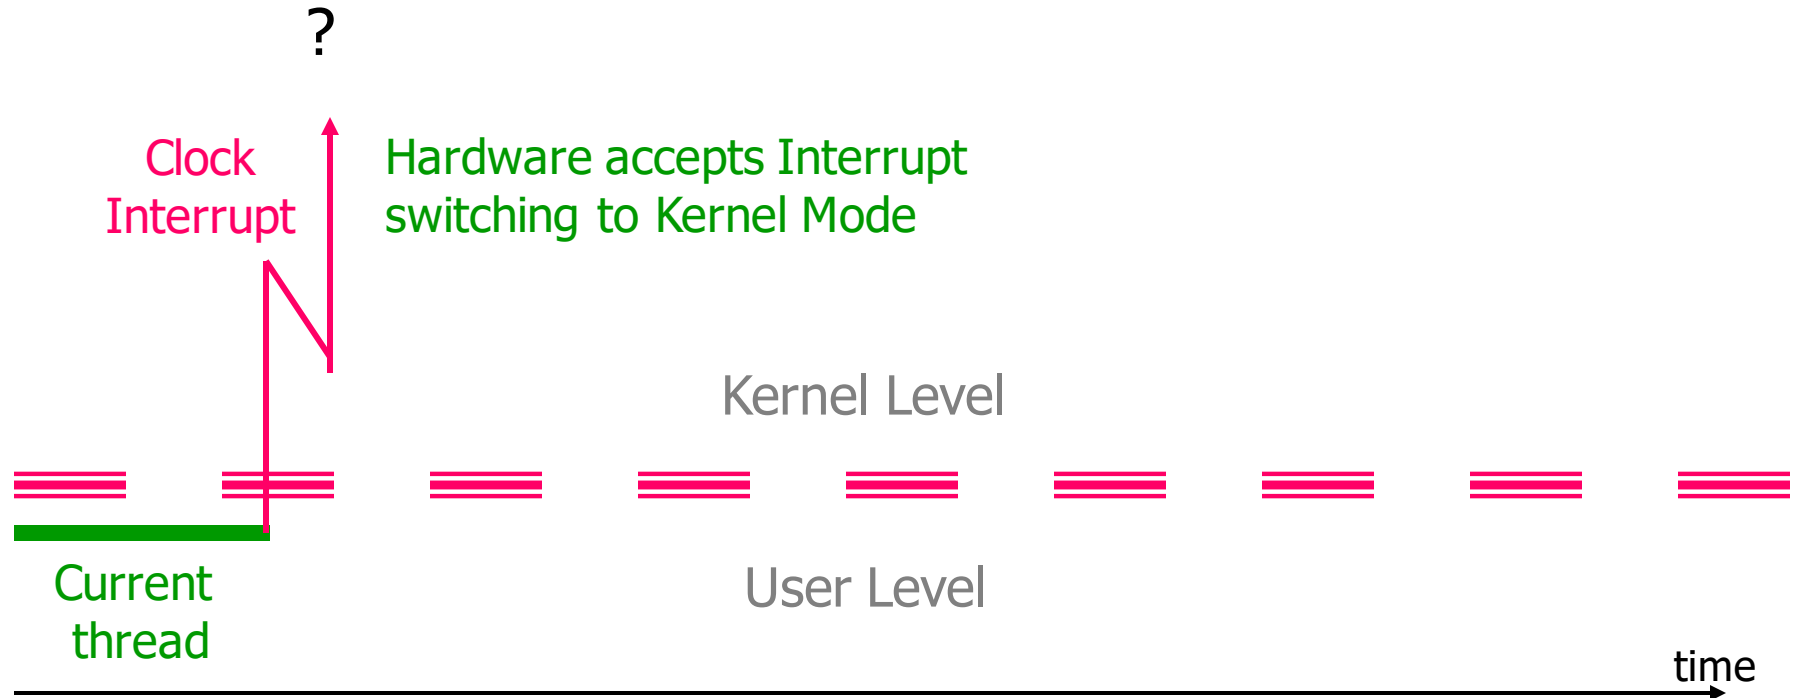 ?
Clock
Interrupt
Hardware accepts Interrupt
switching to Kernel Mode
Kernel Level
Current
thread
User Level
time